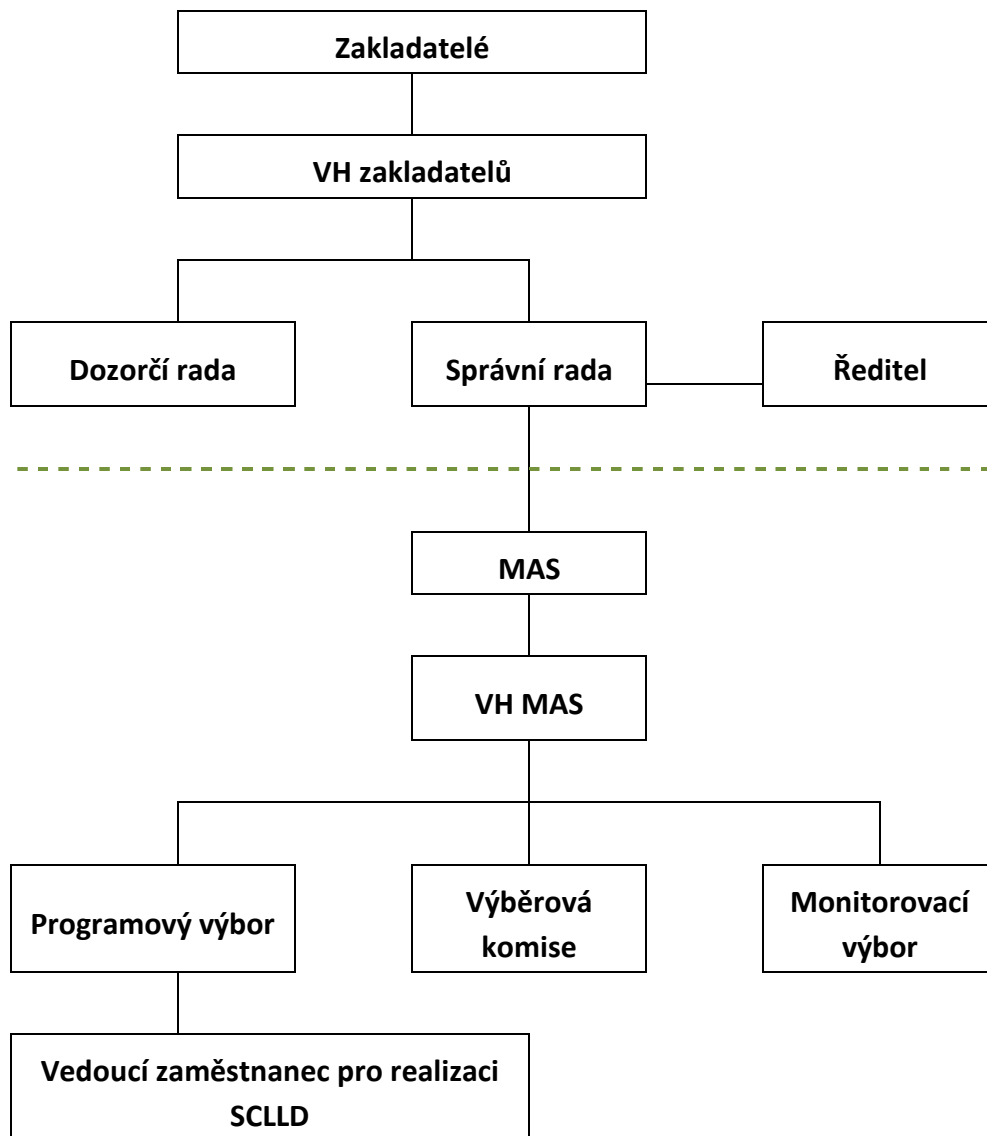 Zakladatelé
VH zakladatelů
Dozorčí rada
Správní rada
Ředitel
MAS
VH MAS
Programový výbor
Výběrová
komise
Monitorovací
výbor
Vedoucí zaměstnanec pro realizaci
SCLLD